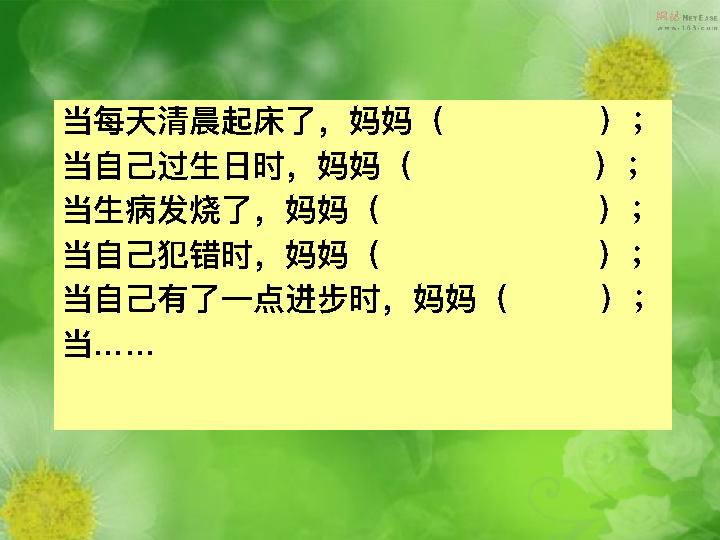 网易 NETEASE
www.163.com
当每天清晨起床了，妈妈（　　　　　）；
当自己过生日时，妈妈（　　　　　　）；
当生病发烧了，妈妈（　　　　　　　）；
当自己犯错时，妈妈（　　　　　　　）；
当自己有了一点进步时，妈妈（　　　）；
当……